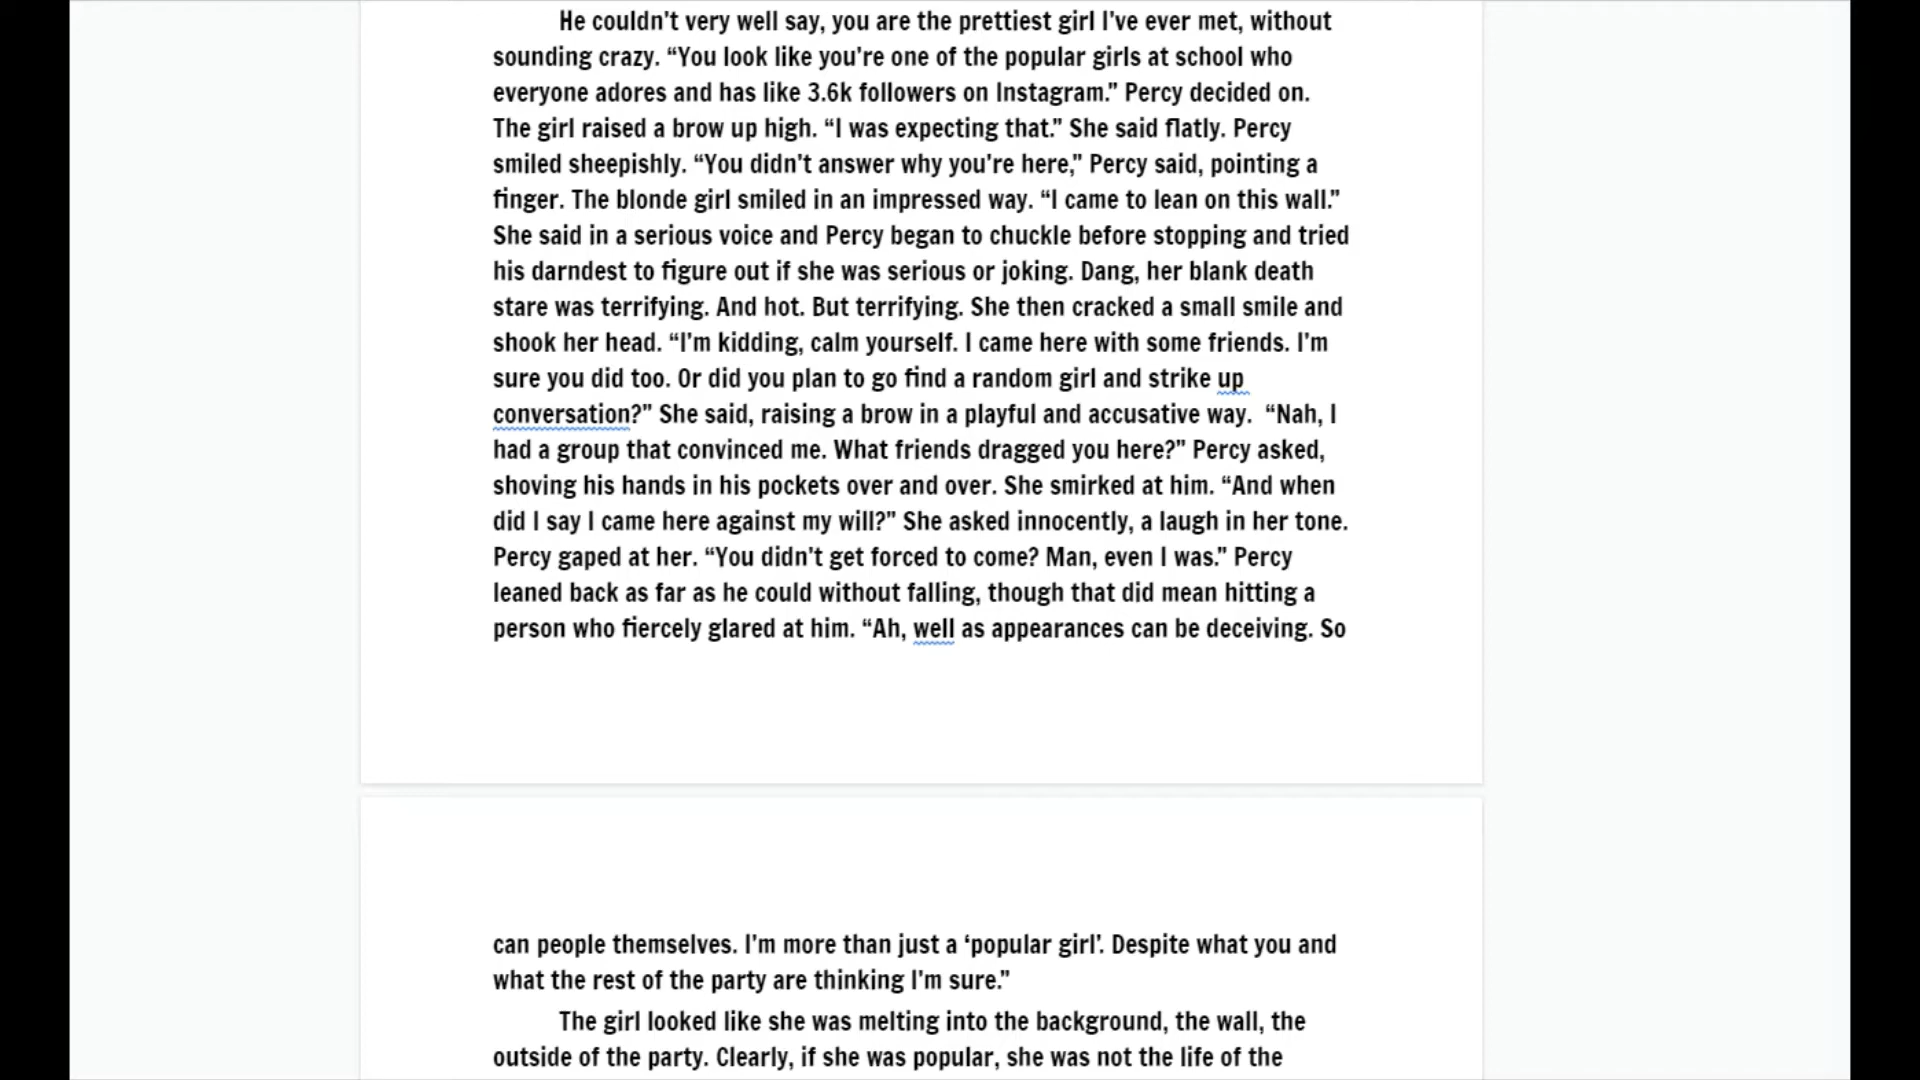 He couldn't very well say, you are the prettiest girl I've ever met, without
sounding crazy. “You look like you're one of the popular girls at school who
everyone adores and has like 3.6k followers on Instagram.” Percy decided on.
The girl raised a brow up high. “I was expecting that.” She said flatly. Percy
smiled sheepishly. “You didn't answer why you're here,” Percy said, pointing a
finger. The blonde girl smiled in an impressed way. “I came to lean on this wall.”
She said in a serious voice and Percy began to chuckle before stopping and tried
his darndest to figure out if she was serious or joking. Dang, her blank death
stare was terrifying. And hot. But terrifying. She then cracked a small smile and
shook her head. “I'm kidding, calm yourself. I came here with some friends. I'm
sure you did too. Or did you plan to go find a random girl and strike up
conversation?” She said, raising a brow in a playful and accusative way.  “Nah, I
had a group that convinced me. What friends dragged you here?” Percy asked,
shoving his hands in his pockets over and over. She smirked at him. “And when
did I say I came here against my will?” She asked innocently, a laugh in her tone.
Percy gaped at her. “You didn't get forced to come? Man, even I was.” Percy
leaned back as far as he could without falling, though that did mean hitting a
person who fiercely glared at him. “Ah, well as appearances can be deceiving. So
can people themselves. I'm more than just a ‘popular girl’. Despite what you and
what the rest of the party are thinking I'm sure.”
The girl looked like she was melting into the background, the wall, the
outside of the party. Clearly, if she was popular, she was not the life of the